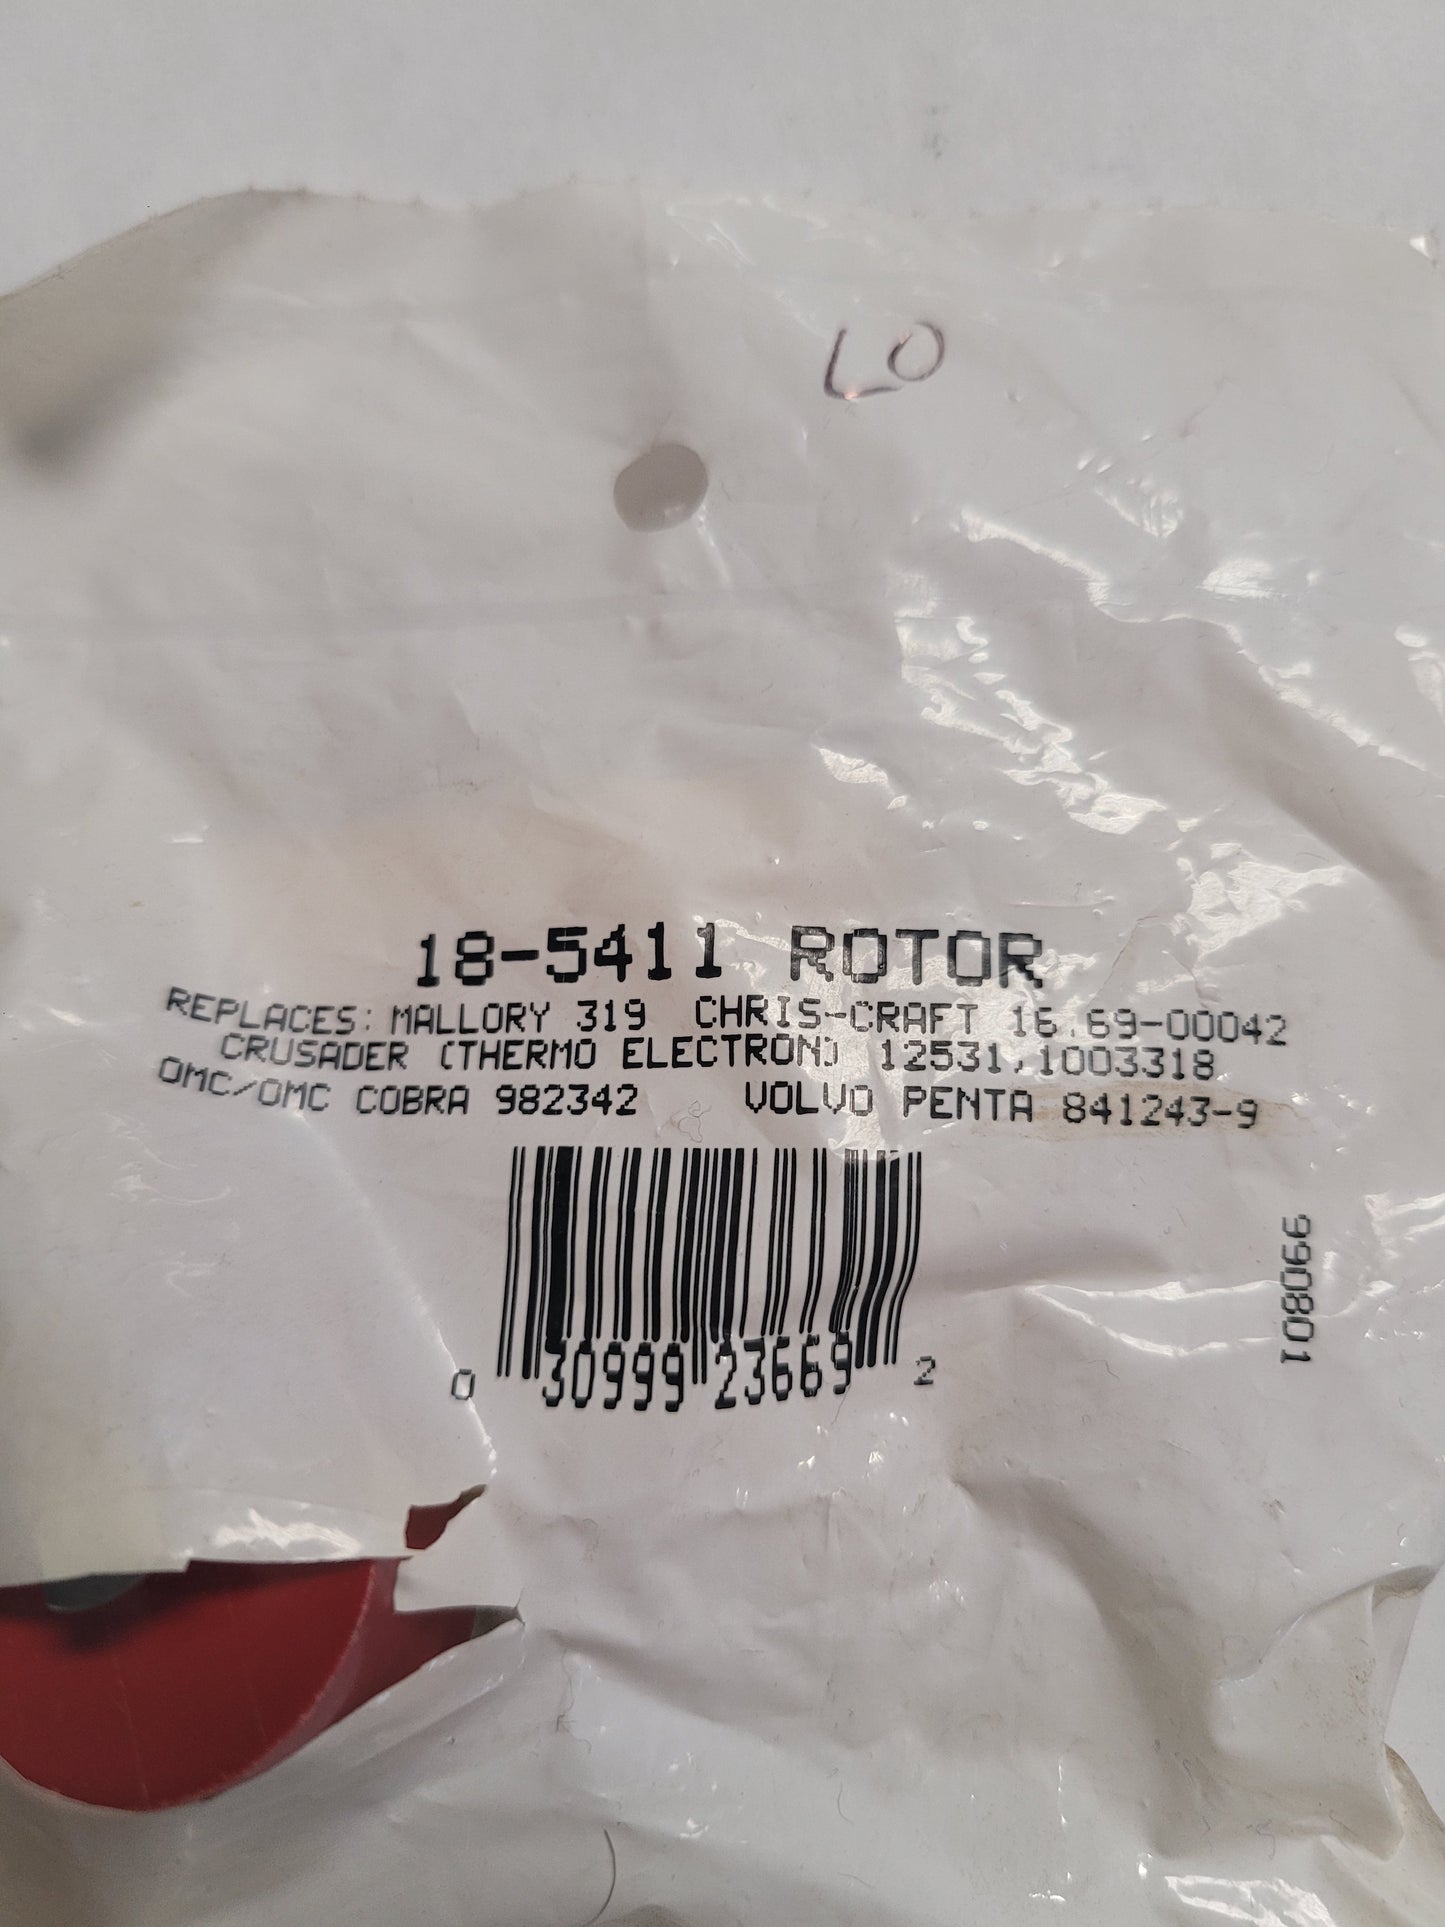 LO
18-5411 ROTOR
REPLACES: MALLORY 319 CHRIS-CRAFT 16.69-00042
CRUSADER (THERMO ELECTRON) 12531,1003318
OMC/OMC COBRA 982342 VOLVO PENTA 841243-9
0 30999 23669 2
990801